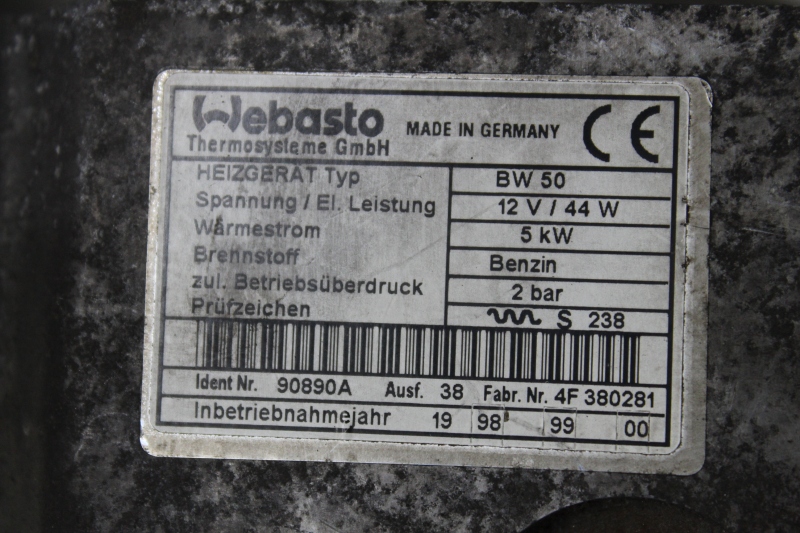 Webasto
Thermosysteme GmbH
MADE IN GERMANY
CE
HEIZGERÄT Typ BW 50
Spannung / El. Leistung 12 V / 44 W
Wärmestrom 5 kW
Brennstoff Benzin
zul. Betriebsüberdruck 2 bar
Prüfzeichen S 238
Ident Nr. 90890A Ausf. 38 Fabr. Nr. 4F 380281
Inbetriebnahmejahr 19 98 99 00